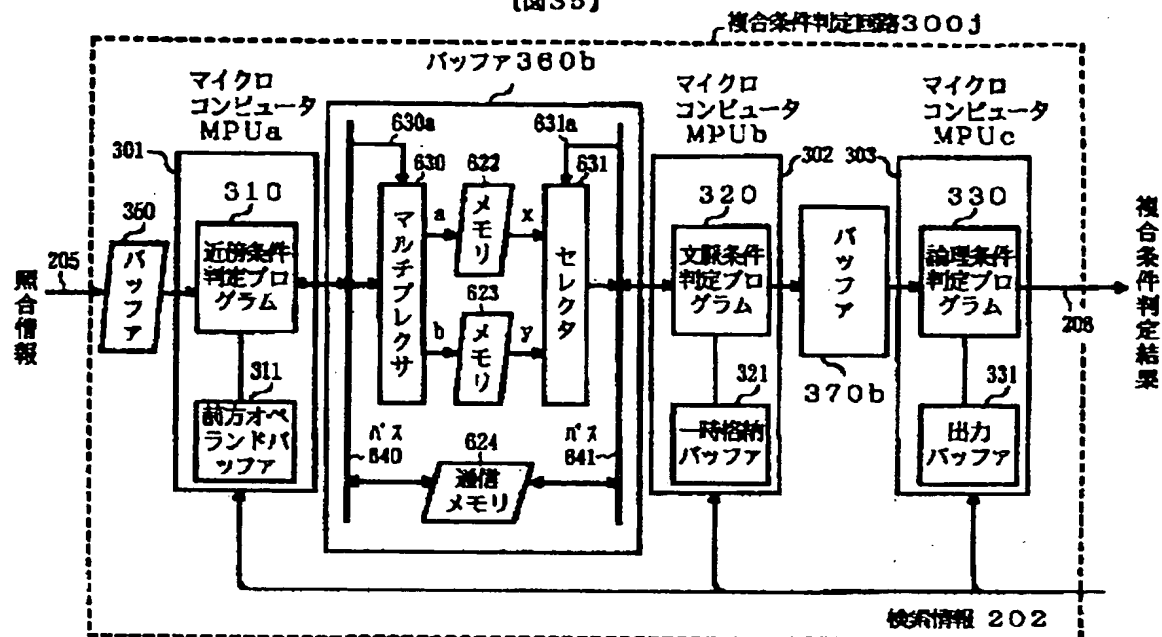 【図35】
複合条件判定回路300j
バッファ360b
マイクロ
コンピュータ
MPUa
301
310
近傍条件
判定プロ
グラム
350
バ
ッ
フ
ァ
205
照合情報
311
前方オペ
ランドバ
ッファ
630a
630
マルチプレクサ
a
b
622
メモリ
623
メモリ
x
y
631a
631
セレクタ
バス
640
624
通信
メモリ
バス
641
マイクロ
コンピュータ
MPUb
302
320
文脈条件
判定プロ
グラム
321
一時格納
バッファ
バッファ
370b
マイクロ
コンピュータ
MPUc
303
330
論理条件
判定プロ
グラム
331
出力
バッファ
208
複合条件判定結果
検索情報 202